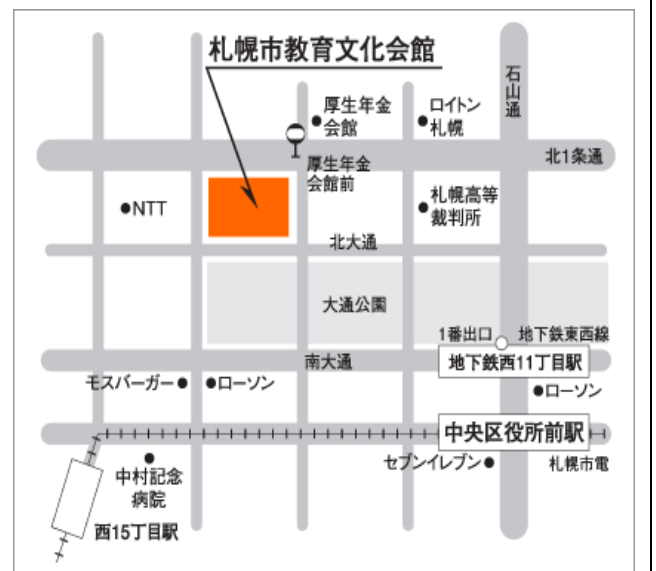 札幌市教育文化会館
石山通
厚生年金
会館
ロイトン
札幌
北1条通
厚生年金
会館前
NTT
札幌高等
裁判所
北大通
大通公園
1番出口
地下鉄東西線
南大通
地下鉄西11丁目駅
モスバーガー
ローソン
ローソン
中央区役所前駅
中村記念
病院
セブンイレブン
札幌市電
西15丁目駅